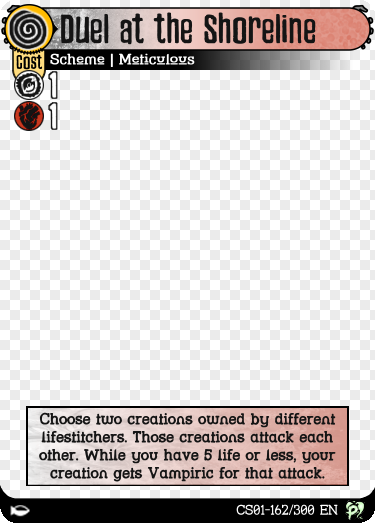 Duel at the Shoreline
Cost
Scheme | Meticulous
1
1
Choose two creations owned by different
lifestitchers. Those creations attack each
other. While you have 5 life or less, your
creation gets Vampiric for that attack.
CS01-162/300 EN